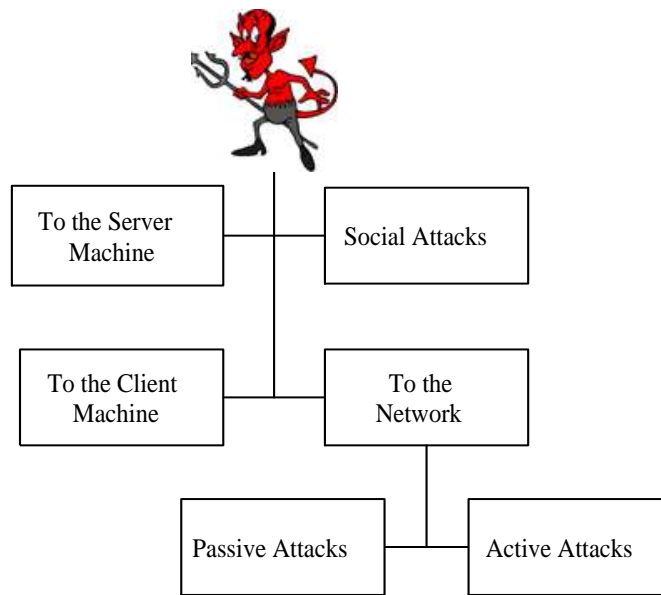 To the Server
Machine
Social Attacks
To the Client
Machine
To the
Network
Passive Attacks
Active Attacks